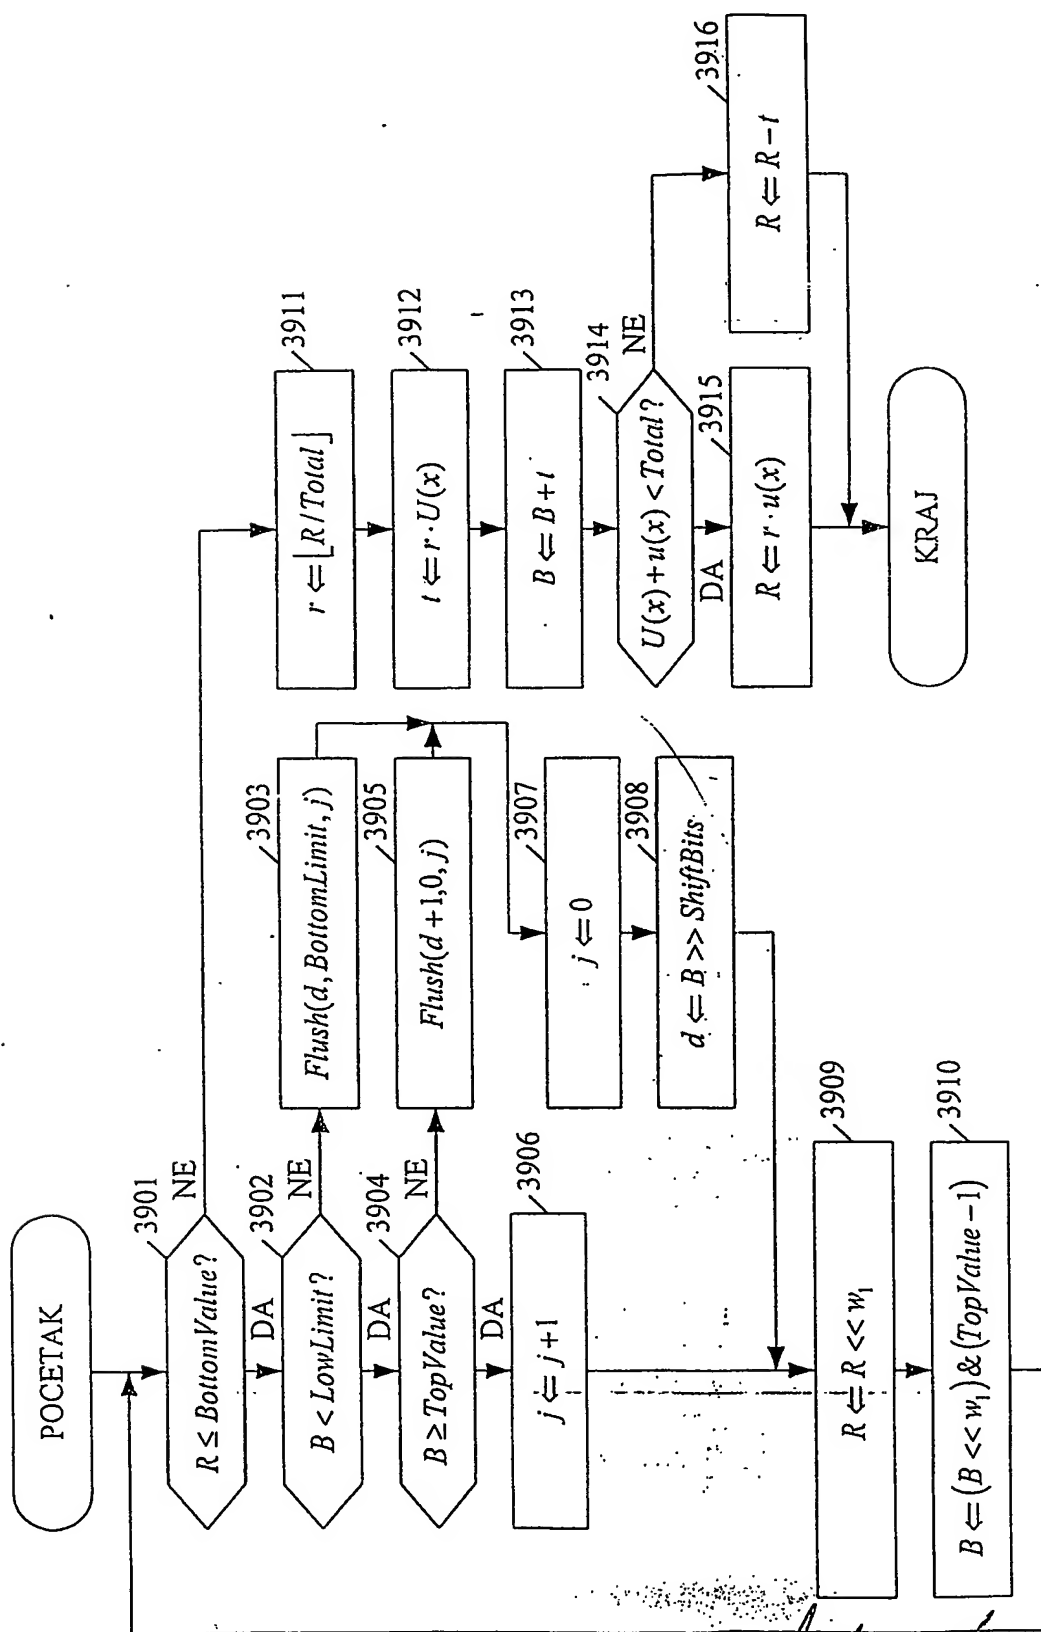 POCETAK
3901
R ≤ BottomValue?
NE
DA
3902
B < LowLimit?
NE
DA
3903
Flush(d, BottomLimit, j)
3904
B ≥ TopValue?
NE
DA
3905
Flush(d+1,0,j)
3906
j ⇐ j+1
3907
j ⇐ 0
3908
d ⇐ B >> ShiftBits
3909
R ⇐ R << w₁
3910
B ⇐ (B << w₁) & (TopValue−1)
3911
r ⇐ ⌊R/Total⌋
3912
t ⇐ r·U(x)
3913
B ⇐ B+t
3914
U(x)+u(x) < Total?
NE
DA
3915
R ⇐ r·u(x)
3916
R ⇐ R−t
KRAJ